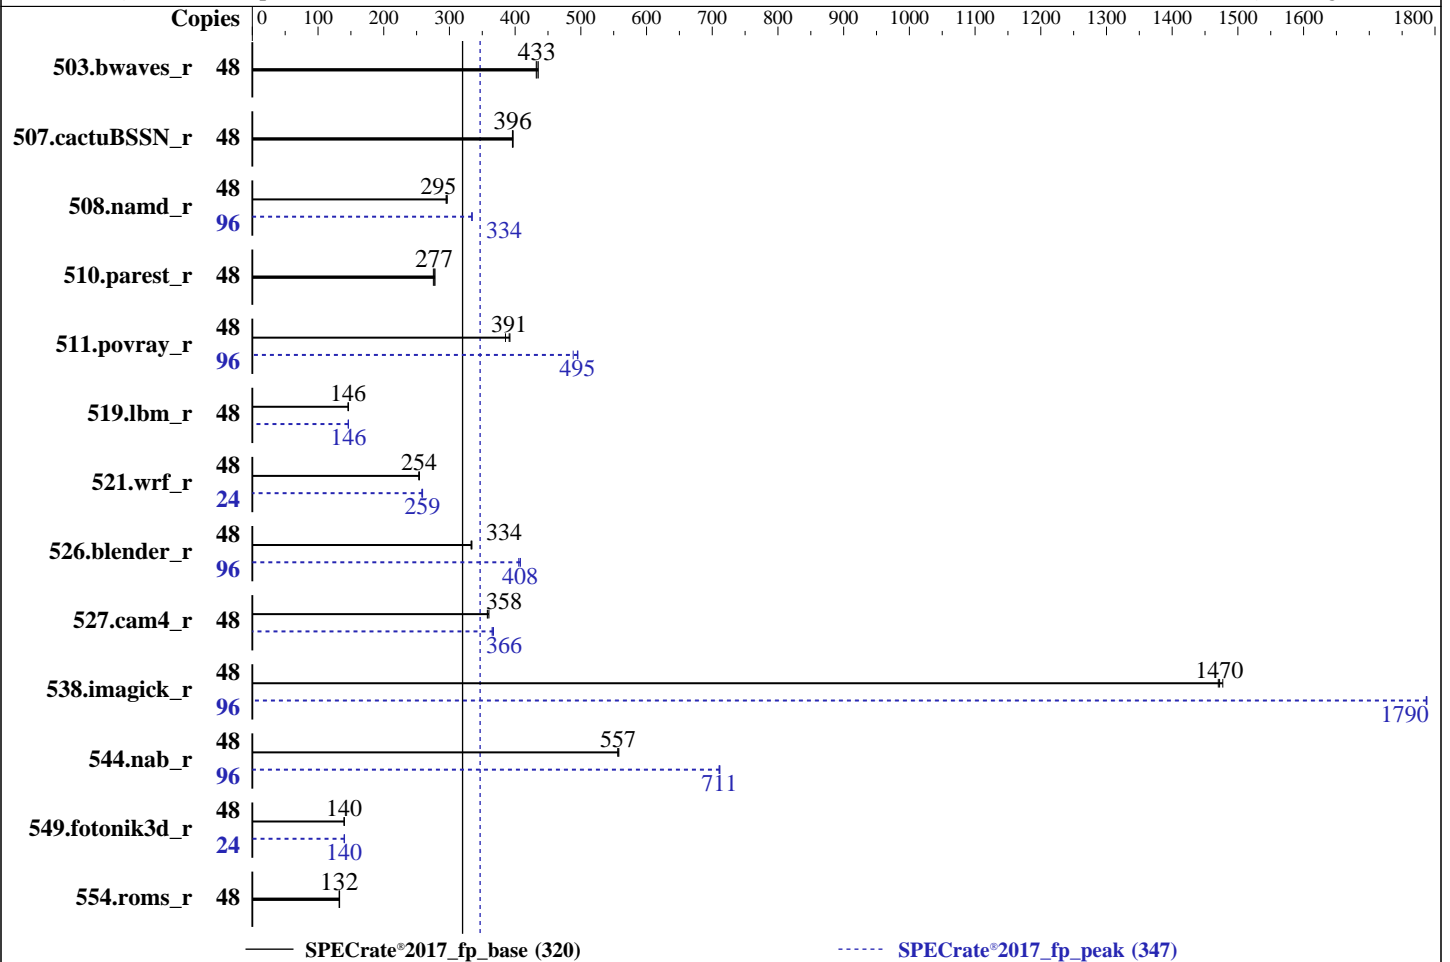 Copies 0 100 200 300 400 500 600 700 800 900 1000 1100 1200 1300 1400 1500 1600 1800
503.bwaves_r 48 433
507.cactuBSSN_r 48 396
48 295
508.namd_r
96 334
510.parest_r 48 277
48 391
511.povray_r
96 495
519.lbm_r 48 146
146
48 254
521.wrf_r
24 259
48 334
526.blender_r
96 408
527.cam4_r 48 358
366
48 1470
538.imagick_r
96 1790
48 557
544.nab_r
96 711
48 140
549.fotonik3d_r
24 140
554.roms_r 48 132
SPECrate®2017_fp_base (320) SPECrate®2017_fp_peak (347)